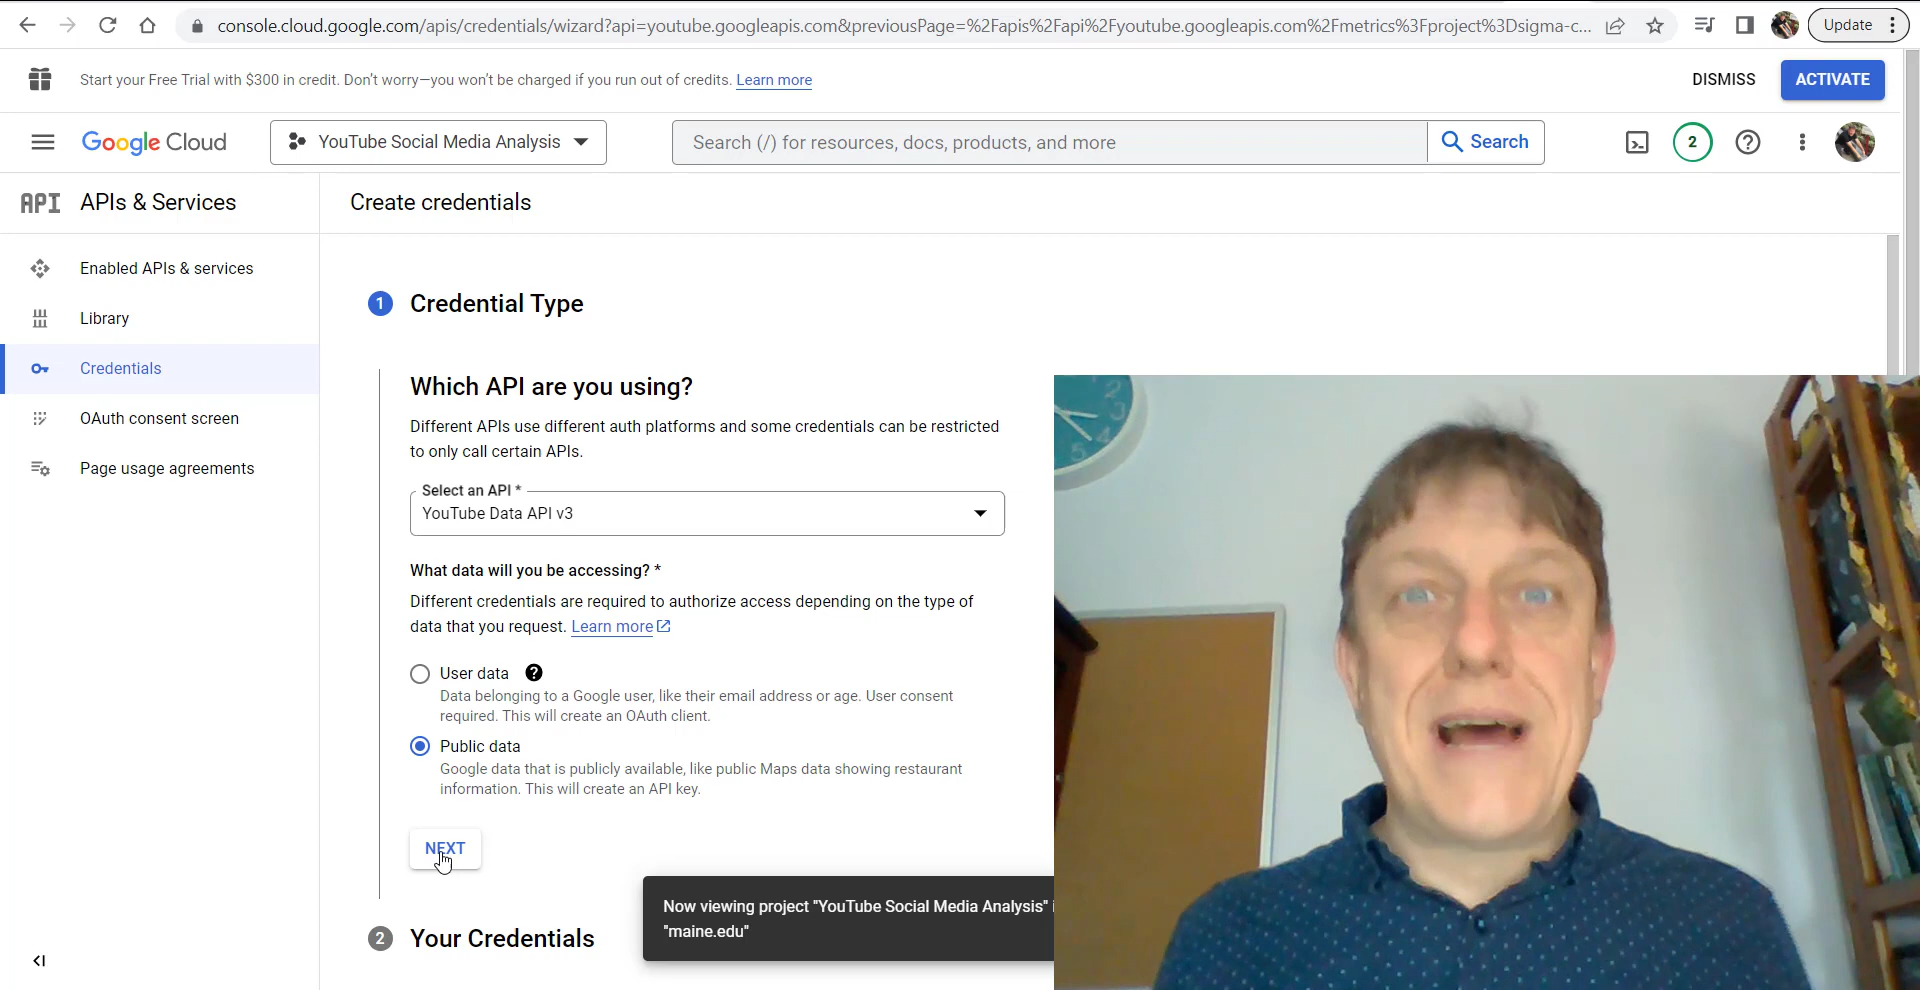 console.cloud.google.com/apis/credentials/wizard?api=youtube.googleapis.com&previousPage=%2Fapis%2Fapi%2Fyoutube.googleapis.com%2Fmetrics%3Fproject%3Dsigma-c...
Update
Start your Free Trial with $300 in credit. Don't worry—you won't be charged if you run out of credits. Learn more
DISMISS
ACTIVATE
Google Cloud
YouTube Social Media Analysis
Search (/) for resources, docs, products, and more
Search
2
API APIs & Services
Create credentials
Enabled APIs & services
Library
Credentials
OAuth consent screen
Page usage agreements
1 Credential Type
Which API are you using?
Different APIs use different auth platforms and some credentials can be restricted
to only call certain APIs.
Select an API *
YouTube Data API v3
What data will you be accessing? *
Different credentials are required to authorize access depending on the type of
data that you request. Learn more
User data
Data belonging to a Google user, like their email address or age. User consent
required. This will create an OAuth client.
Public data
Google data that is publicly available, like public Maps data showing restaurant
information. This will create an API key.
NEXT
Now viewing project "YouTube Social Media Analysis"
"maine.edu"
2 Your Credentials